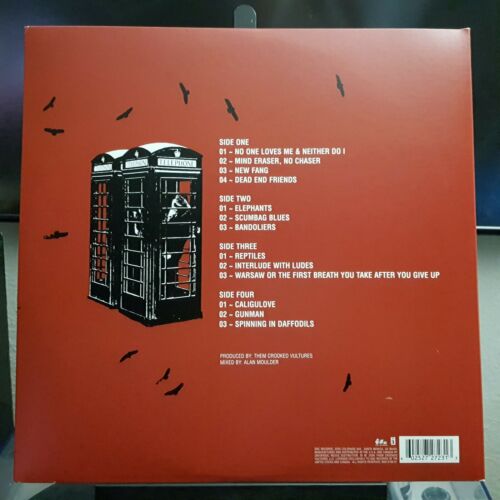 TELEPHONE
SIDE ONE
01 ~ NO ONE LOVES ME & NEITHER DO I
02 ~ MIND ERASER, NO CHASER
03 ~ NEW FANG
04 ~ DEAD END FRIENDS
SIDE TWO
01 ~ ELEPHANTS
02 ~ SCUMBAG BLUES
03 ~ BANDOLIERS
SIDE THREE
01 ~ REPTILES
02 ~ INTERLUDE WITH LUDES
03 ~ WARSAW OR THE FIRST BREATH YOU TAKE AFTER YOU GIVE UP
SIDE FOUR
01 ~ CALIGULOVE
02 ~ GUNMAN
03 ~ SPINNING IN DAFFODILS
PRODUCED BY: THEM CROOKED VULTURES
MIXED BY: ALAN MOULDER